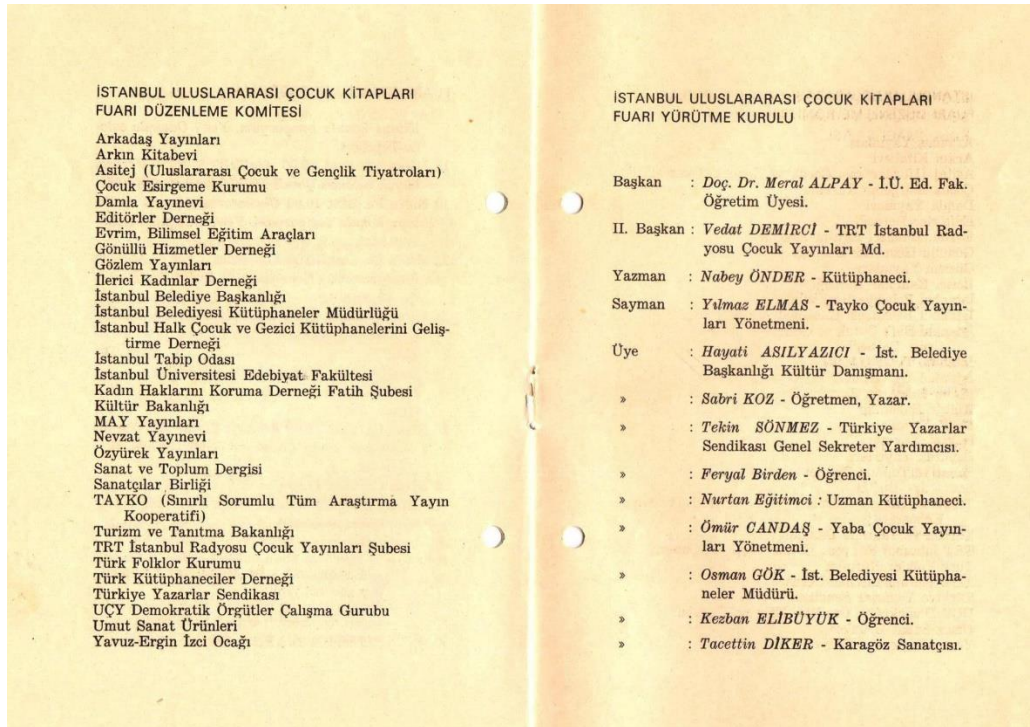 İSTANBUL ULUSLARARASI ÇOCUK KİTAPLARI
FUARI DÜZENLEME KOMİTESİ
Arkadaş Yayınları
Arkın Kitabevi
Asitej (Uluslararası Çocuk ve Gençlik Tiyatroları)
Çocuk Esirgeme Kurumu
Damla Yayınevi
Editörler Derneği
Evrim, Bilimsel Eğitim Araçları
Gönüllü Hizmetler Derneği
Gözlem Yayınları
İlerici Kadınlar Derneği
İstanbul Belediye Başkanlığı
İstanbul Belediyesi Kütüphaneler Müdürlüğü
İstanbul Halk Çocuk ve Gezici Kütüphanelerini Geliş-
tirme Derneği
İstanbul Tabip Odası
İstanbul Üniversitesi Edebiyat Fakültesi
Kadın Haklarını Koruma Derneği Fatih Şubesi
Kültür Bakanlığı
MAY Yayınları
Nevzat Yayınevi
Özyürek Yayınları
Sanat ve Toplum Dergisi
Sanatçılar Birliği
TAYKO (Sınırlı Sorumlu Tüm Araştırma Yayın
Kooperatifi)
Turizm ve Tanıtma Bakanlığı
TRT İstanbul Radyosu Çocuk Yayınları Şubesi
Türk Folklor Kurumu
Türk Kütüphaneciler Derneği
Türkiye Yazarlar Sendikası
UÇY Demokratik Örgütler Çalışma Gurubu
Umut Sanat Ürünleri
Yavuz-Ergin İzci Ocağı
İSTANBUL ULUSLARARASI ÇOCUK KİTAPLARI
FUARI YÜRÜTME KURULU
Başkan : Doç. Dr. Meral ALPAY - İ.Ü. Ed. Fak.
Öğretim Üyesi.
II. Başkan : Vedat DEMİRCİ - TRT İstanbul Rad-
yosu Çocuk Yayınları Md.
Yazman : Nabey ÖNDER - Kütüphaneci.
Sayman : Yılmaz ELMAS - Tayko Çocuk Yayın-
ları Yönetmeni.
Üye : Hayati ASILYAZICI - İst. Belediye
Başkanlığı Kültür Danışmanı.
» : Sabri KOZ - Öğretmen, Yazar.
» : Tekin SÖNMEZ - Türkiye Yazarlar
Sendikası Genel Sekreter Yardımcısı.
» : Feryal Birden - Öğrenci.
» : Nurtan Eğitimci : Uzman Kütüphaneci.
» : Ömür CANDAŞ - Yaba Çocuk Yayın-
ları Yönetmeni.
» : Osman GÖK - İst. Belediyesi Kütüpha-
neler Müdürü.
» : Kezban ELİBÜYÜK - Öğrenci.
» : Tacettin DİKER - Karagöz Sanatçısı.